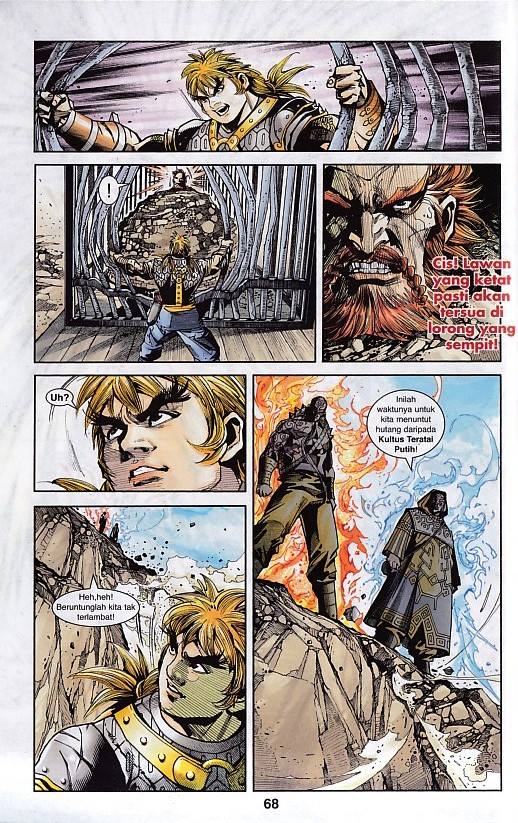 !
Cis! Lawan
yang ketat
pasti akan
tersua di
lorong yang
sempit!
Uh?
Inilah
waktunya untuk
kita menuntut
hutang daripada
Kultus Teratai
Putih!
Heh,heh!
Beruntunglah kita tak
terlambat!
68